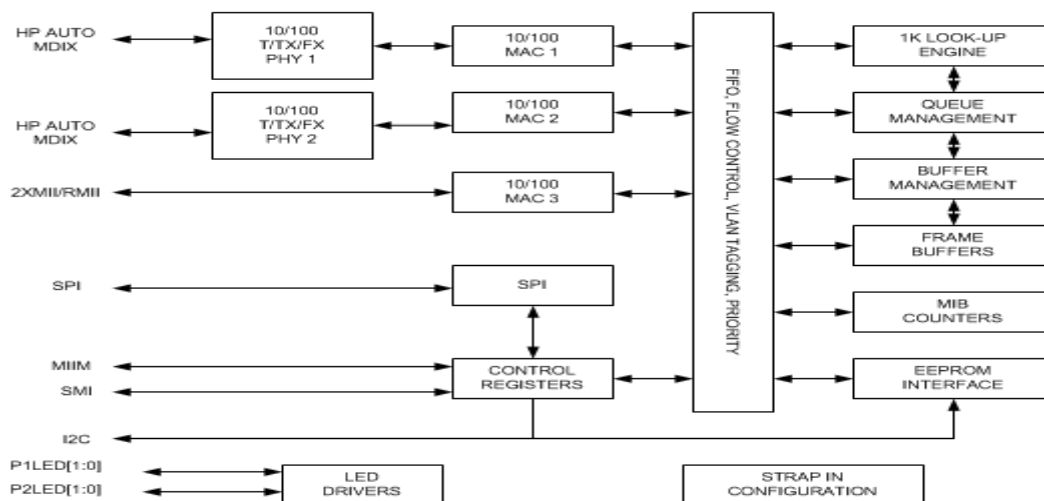 HP AUTO
MDIX
10/100
T/TX/FX
PHY 1
10/100
MAC 1
1K LOOK-UP
ENGINE
HP AUTO
MDIX
10/100
T/TX/FX
PHY 2
10/100
MAC 2
QUEUE
MANAGEMENT
2XMII/RMII
10/100
MAC 3
BUFFER
MANAGEMENT
FIFO, FLOW CONTROL, VLAN TAGGING, PRIORITY
FRAME
BUFFERS
SPI
SPI
MIB
COUNTERS
MIIM
SMI
CONTROL
REGISTERS
EEPROM
INTERFACE
I2C
P1LED[1:0]
P2LED[1:0]
LED
DRIVERS
STRAP IN
CONFIGURATION